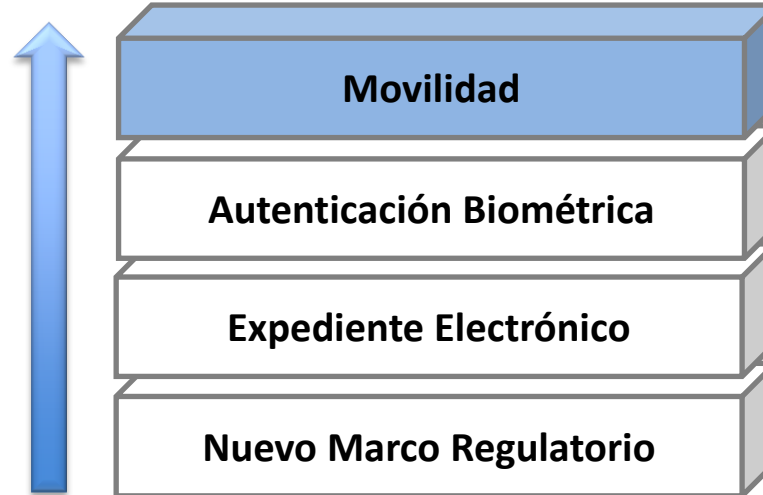 Movilidad
Autenticación Biométrica
Expediente Electrónico
Nuevo Marco Regulatorio